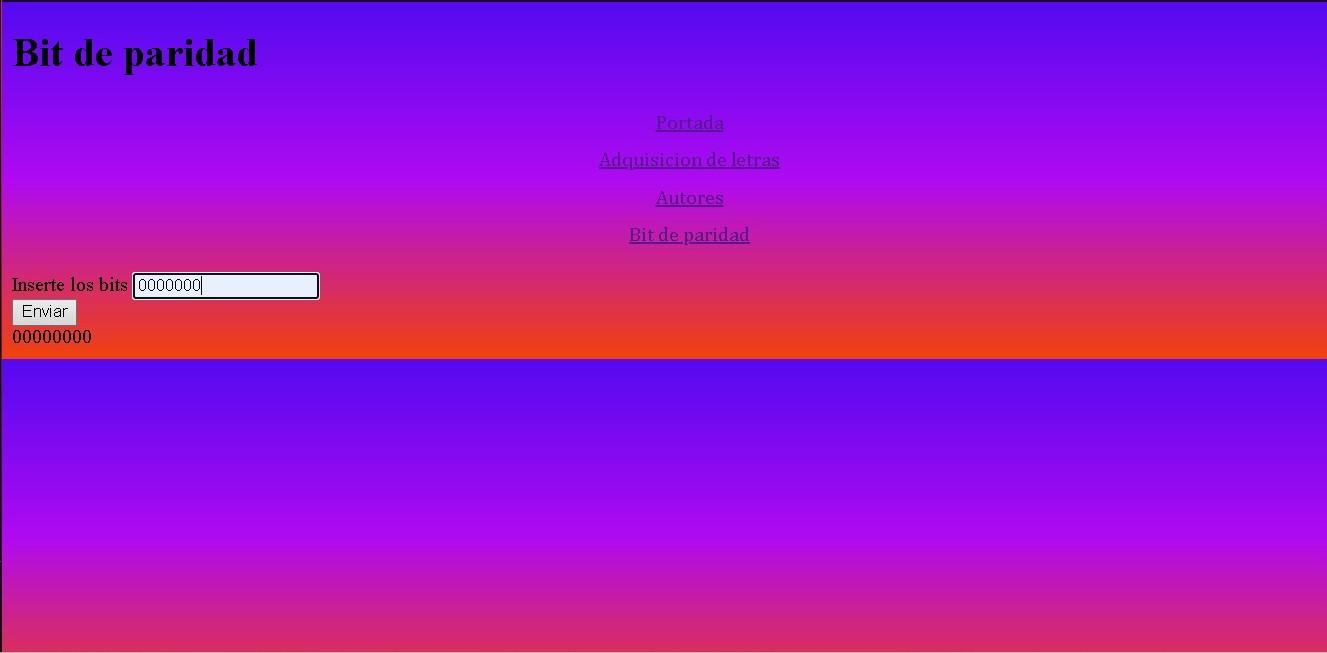 Bit de paridad
Portada
Adquisicion de letras
Autores
Bit de paridad
Inserte los bits 0000000
Enviar
00000000